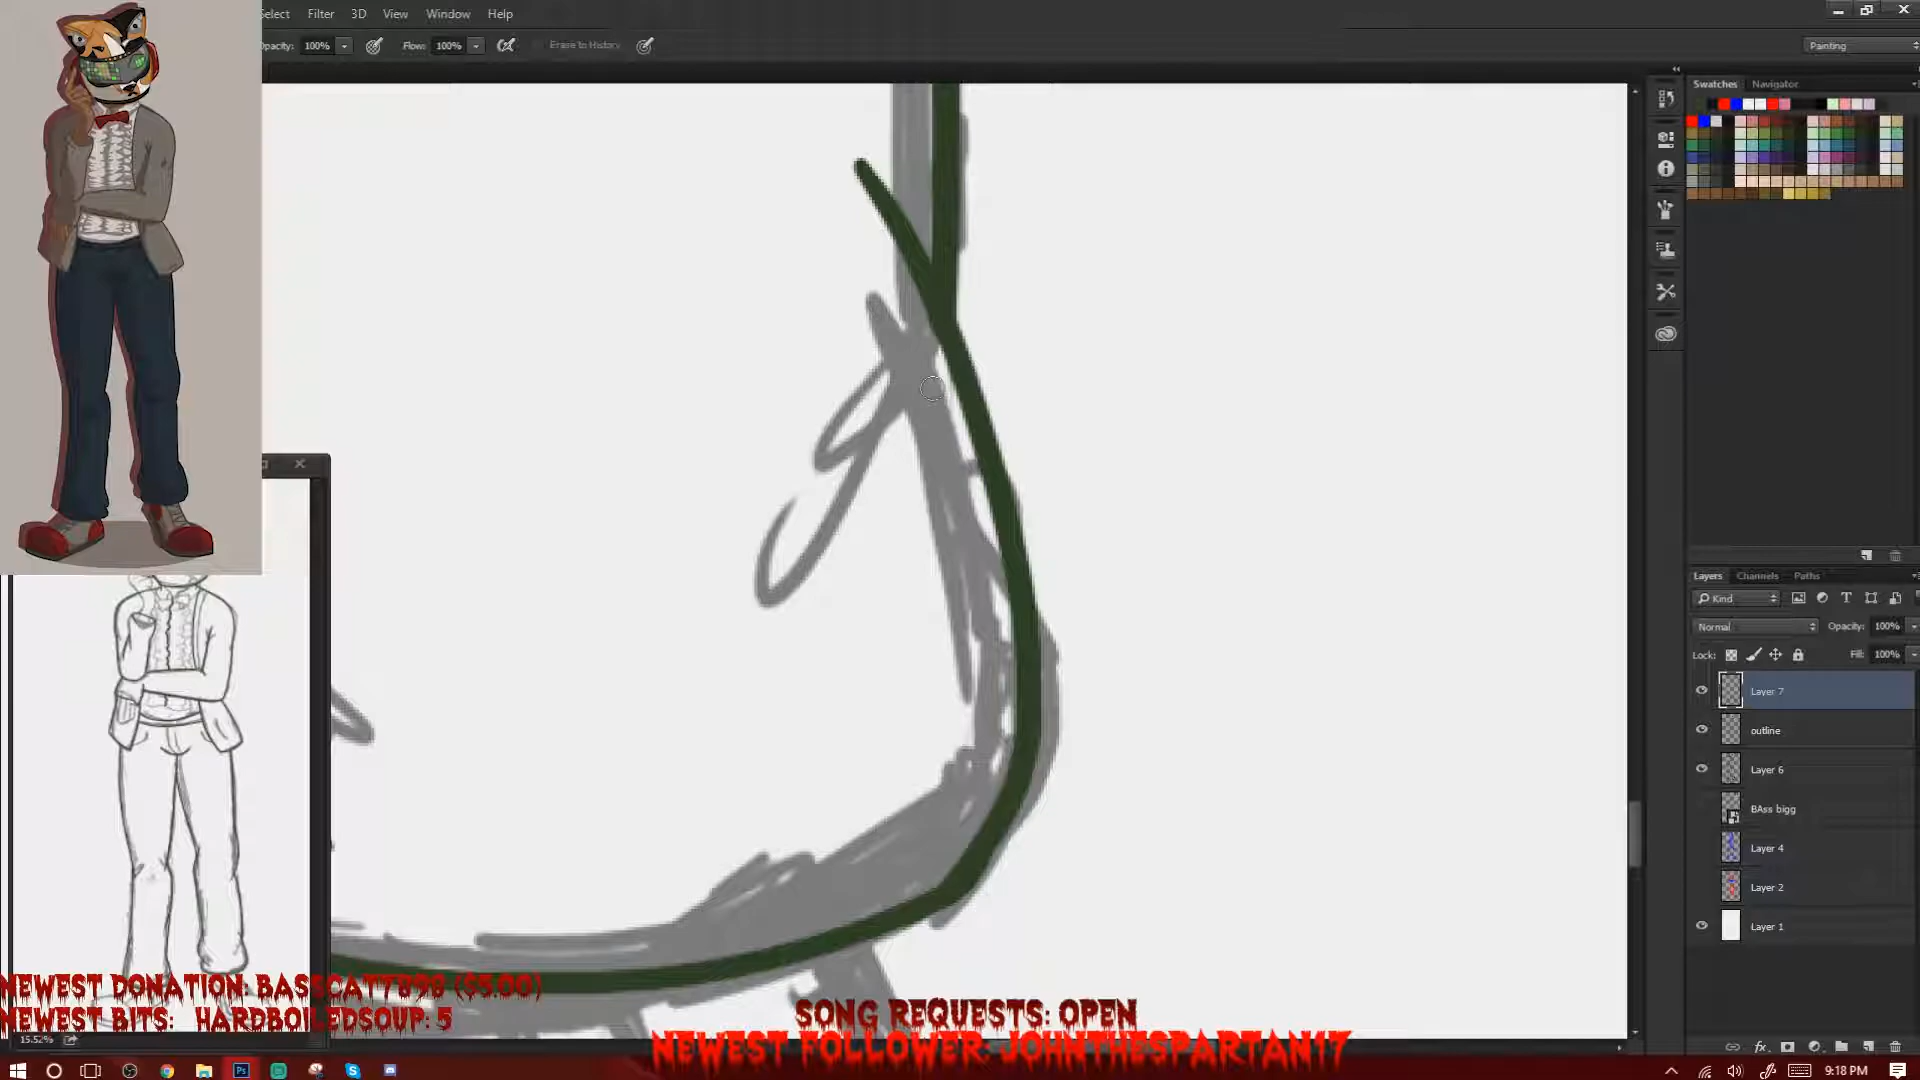 Select Filter 3D View Window Help
Opacity: 100% Flow: 100% Erase to History
Painting
Swatches Navigator
Layers Channels Paths
Kind
Normal Opacity: 100%
Lock: Fill: 100%
Layer 7
outline
Layer 6
BAss bigg
Layer 4
Layer 2
Layer 1
NEWEST DONATION: BASSCAT7898 ($5.00)
NEWEST BITS: HARDBOILEDSOUP: 5
SONG REQUESTS: OPEN
NEWEST FOLLOWER: JOHNTHESPARTAN17
15.52%
9:18 PM